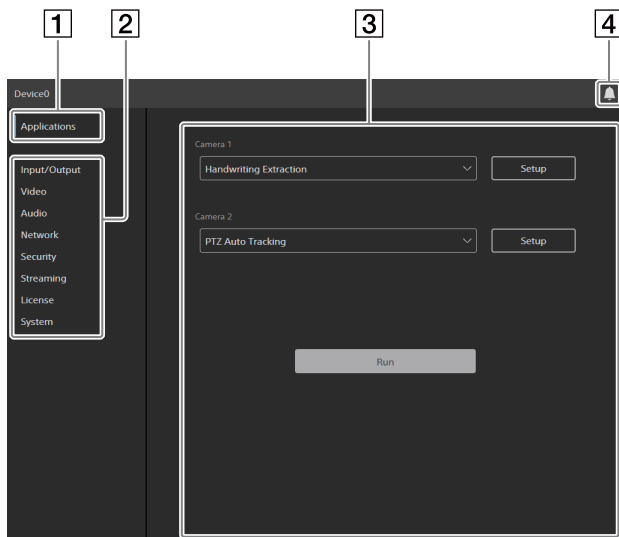 1 2 3 4
Device0
Applications
Input/Output
Video
Audio
Network
Security
Streaming
License
System
Camera 1
Handwriting Extraction Setup
Camera 2
PTZ Auto Tracking Setup
Run